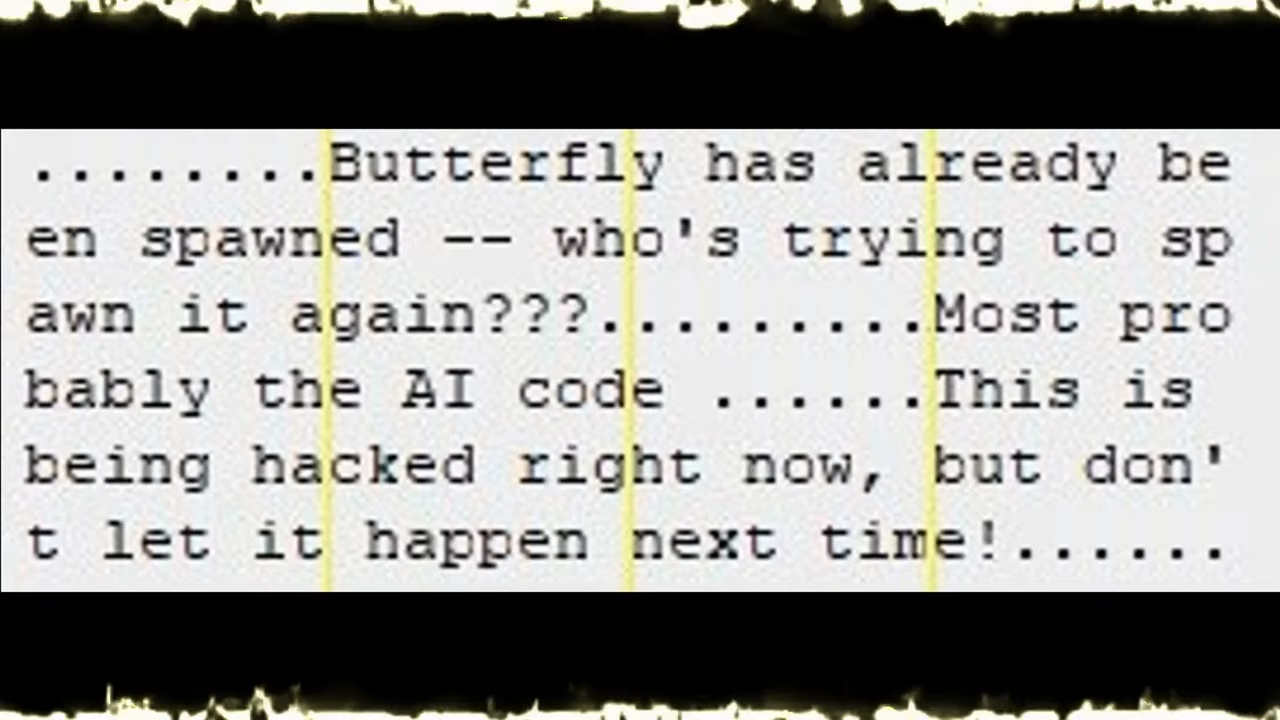 ........Butterfly has already be
en spawned -- who's trying to sp
awn it again???.........Most pro
bably the AI code ......This is
being hacked right now, but don'
t let it happen next time!......